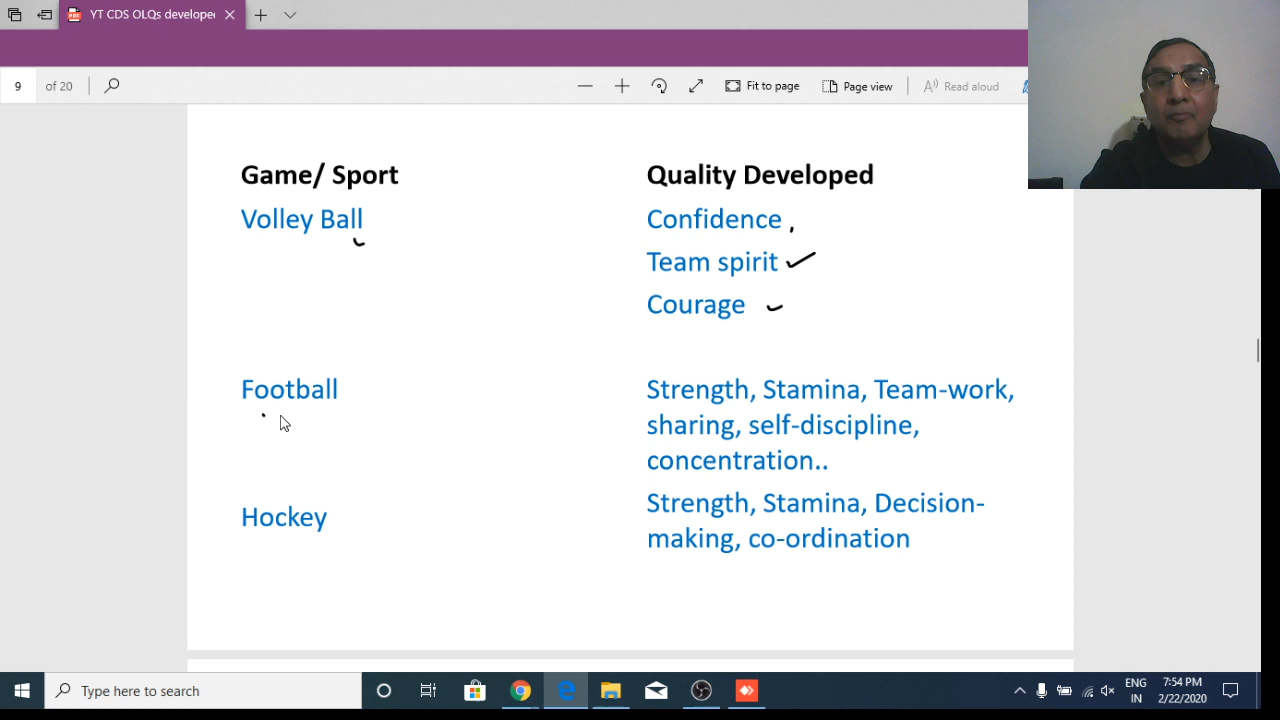 YT CDS OLQs develope
9 of 20 Fit to page Page view Read aloud
Game/ Sport Quality Developed
Volley Ball Confidence
Team spirit
Courage
Football Strength, Stamina, Team-work,
sharing, self-discipline,
concentration..
Hockey Strength, Stamina, Decision-
making, co-ordination
Type here to search
ENG 7:54 PM
IN 2/22/2020